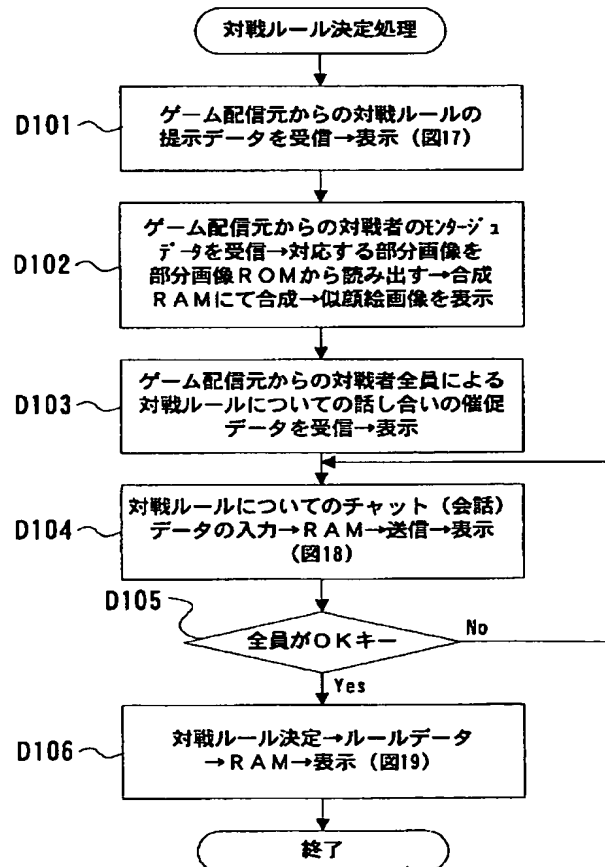 対戦ルール決定処理
D101
ゲーム配信元からの対戦ルールの
提示データを受信→表示（図17）
D102
ゲーム配信元からの対戦者のﾓﾝﾀｰｼﾞｭ
ﾃﾞｰﾀを受信→対応する部分画像を
部分画像ＲＯＭから読み出す→合成
ＲＡＭにて合成→似顔絵画像を表示
D103
ゲーム配信元からの対戦者全員による
対戦ルールについての話し合いの催促
データを受信→表示
D104
対戦ルールについてのチャット（会話）
データの入力→ＲＡＭ→送信→表示
（図18）
D105
全員がＯＫキー
No
Yes
D106
対戦ルール決定→ルールデータ
→ＲＡＭ→表示（図19）
終了